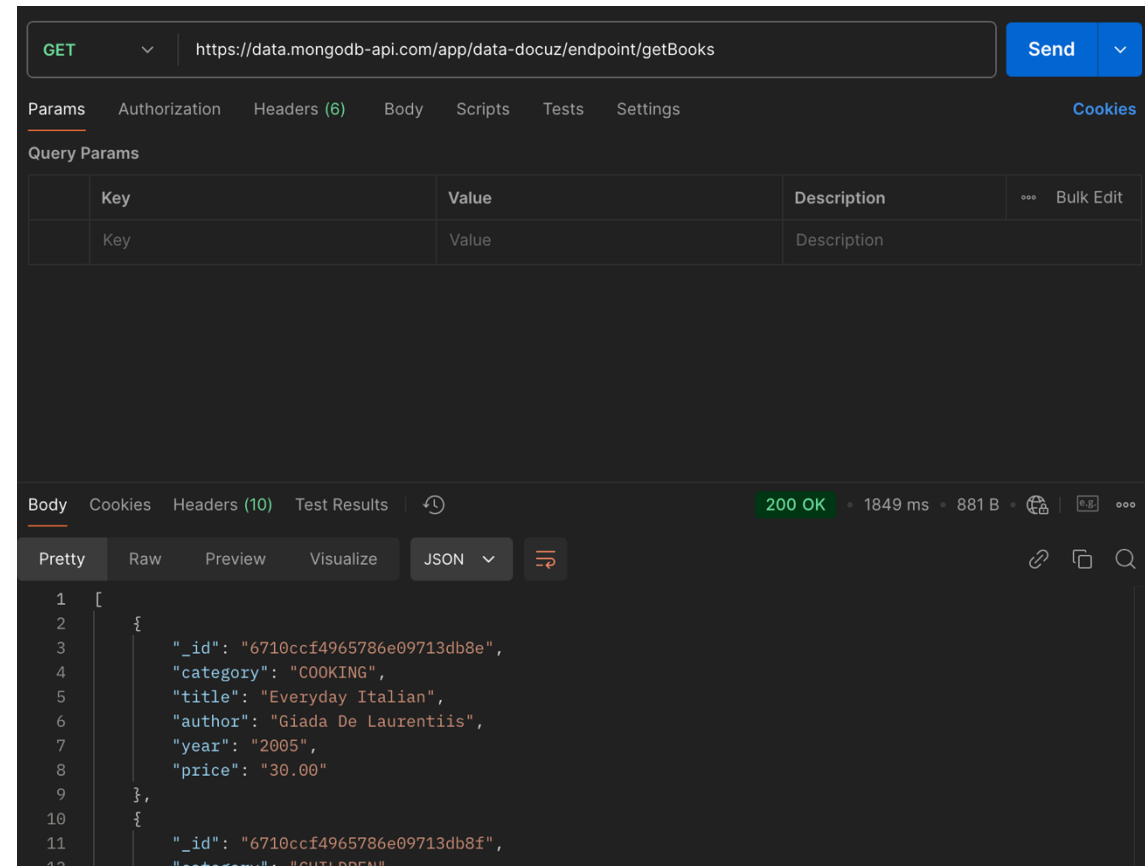 GET https://data.mongodb-api.com/app/data-docuz/endpoint/getBooks Send
Params Authorization Headers (6) Body Scripts Tests Settings Cookies
Query Params
Key Value Description Bulk Edit
Key Value Description
Body Cookies Headers (10) Test Results 200 OK • 1849 ms • 881 B • e.g.
Pretty Raw Preview Visualize JSON
1 [
2 {
3 "_id": "6710ccf4965786e09713db8e",
4 "category": "COOKING",
5 "title": "Everyday Italian",
6 "author": "Giada De Laurentiis",
7 "year": "2005",
8 "price": "30.00"
9 },
10 {
11 "_id": "6710ccf4965786e09713db8f",
12 "category": "CHILDREN"